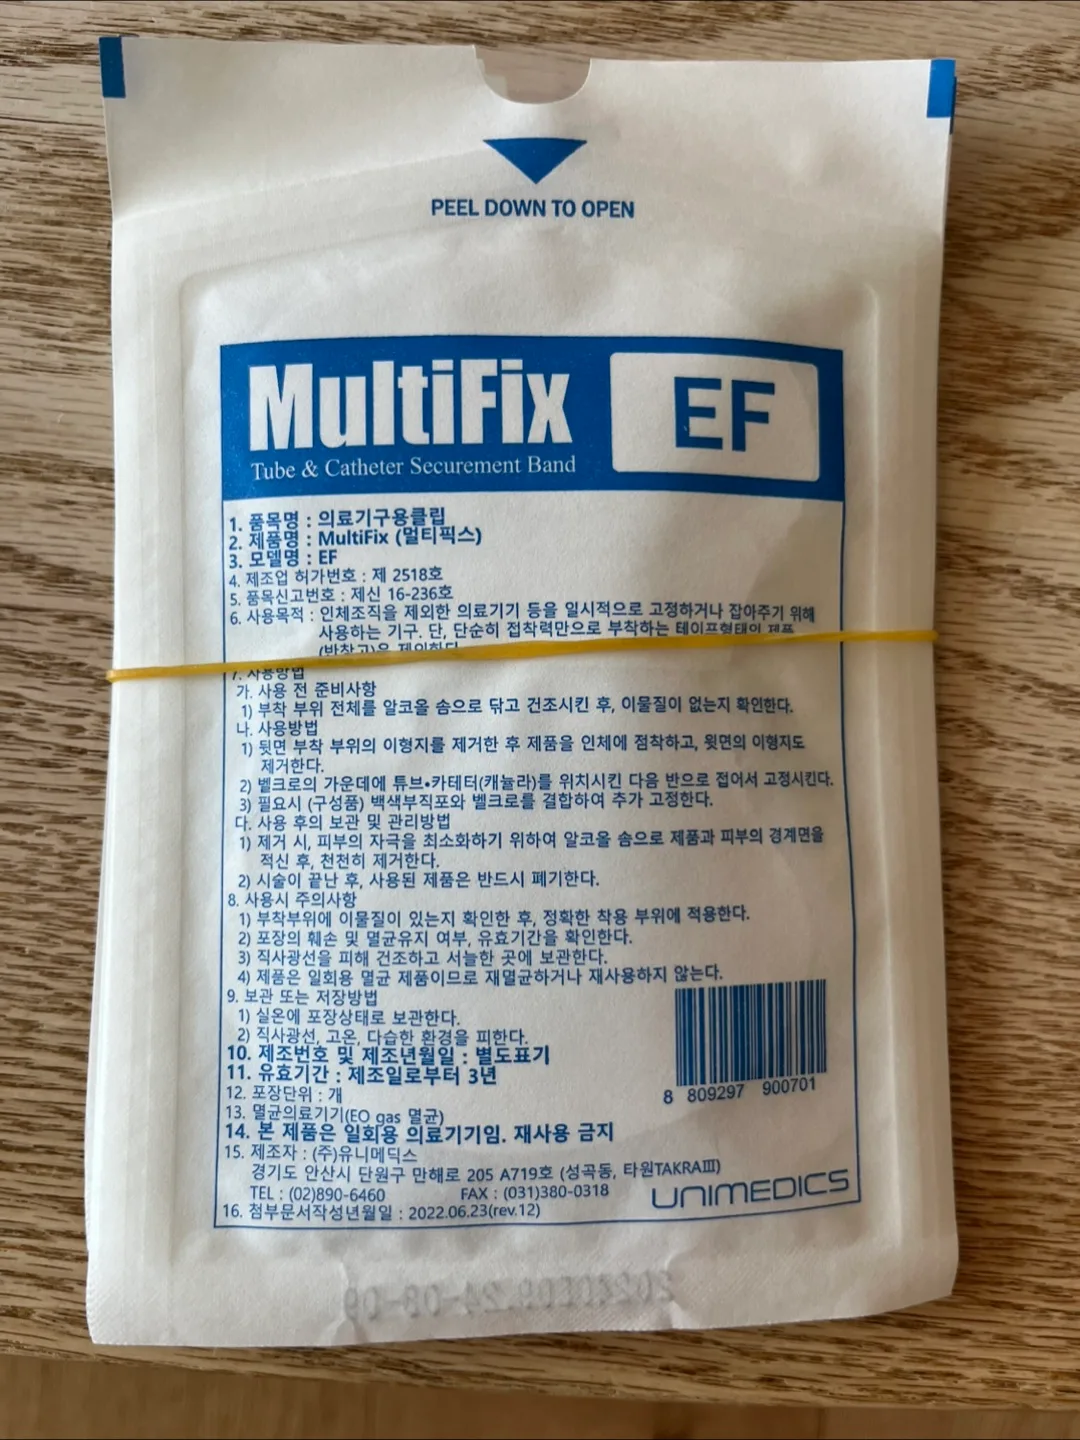 PEEL DOWN TO OPEN
MultiFix
EF
Tube & Catheter Securement Band
1. 품목명 : 의료기구용클립
2. 제품명 : MultiFix (멀티픽스)
3. 모델명 : EF
4. 제조업 허가번호 : 제 2518호
5. 품목신고번호 : 제신 16-236호
6. 사용목적 : 인체조직을 제외한 의료기기 등을 일시적으로 고정하거나 잡아주기 위해
사용하는 기구. 단, 단순히 접착력만으로 부착하는 테이프형태의 제품
(반창고)은 제외한다
7. 사용방법
가. 사용 전 준비사항
1) 부착 부위 전체를 알코올 솜으로 닦고 건조시킨 후, 이물질이 없는지 확인한다.
나. 사용방법
1) 뒷면 부착 부위의 이형지를 제거한 후 제품을 인체에 점착하고, 윗면의 이형지도
제거한다.
2) 벨크로의 가운데에 튜브•카테터(캐뉼라)를 위치시킨 다음 반으로 접어서 고정시킨다.
3) 필요시 (구성품) 백색부직포와 벨크로를 결합하여 추가 고정한다.
다. 사용 후의 보관 및 관리방법
1) 제거 시, 피부의 자극을 최소화하기 위하여 알코올 솜으로 제품과 피부의 경계면을
적신 후, 천천히 제거한다.
2) 시술이 끝난 후, 사용된 제품은 반드시 폐기한다.
8. 사용시 주의사항
1) 부착부위에 이물질이 있는지 확인한 후, 정확한 착용 부위에 적용한다.
2) 포장의 훼손 및 멸균유지 여부, 유효기간을 확인한다.
3) 직사광선을 피해 건조하고 서늘한 곳에 보관한다.
4) 제품은 일회용 멸균 제품이므로 재멸균하거나 재사용하지 않는다.
9. 보관 또는 저장방법
1) 실온에 포장상태로 보관한다.
2) 직사광선, 고온, 다습한 환경을 피한다.
10. 제조번호 및 제조년월일 : 별도표기
11. 유효기간 : 제조일로부터 3년
12. 포장단위 : 개
13. 멸균의료기기(EO gas 멸균)
14. 본 제품은 일회용 의료기기임. 재사용 금지
15. 제조자 : (주)유니메딕스
경기도 안산시 단원구 만해로 205 A719호 (성곡동, 타원TAKRAⅢ)
TEL : (02)890-6460 FAX : (031)380-0318
16. 첨부문서작성년월일 : 2022.06.23(rev.12)
8 809297 900701
UNIMEDICS